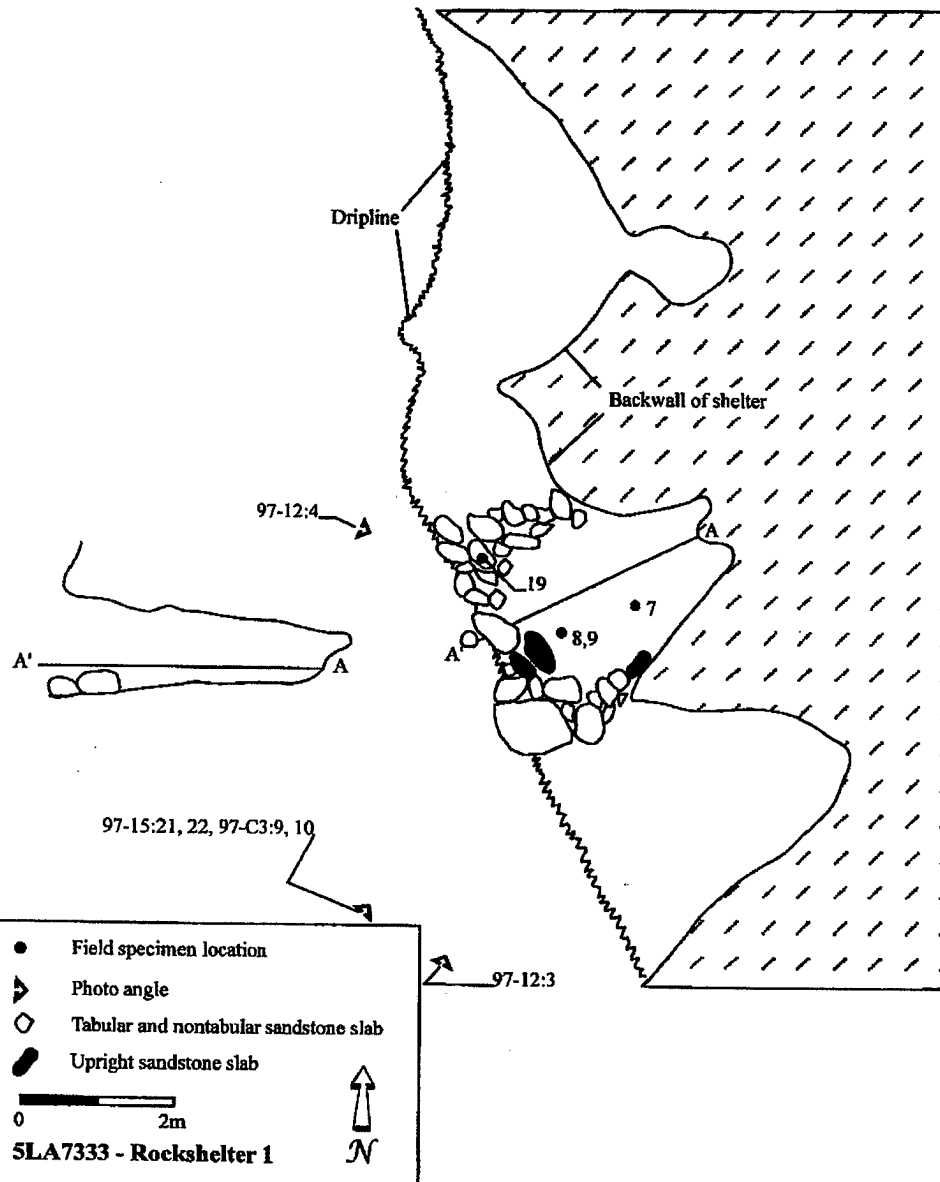 Dripline
Backwall of shelter
97-12:4
A
19
7
8,9
A'
A'
A
97-15:21, 22, 97-C3:9, 10
97-12:3
Field specimen location
Photo angle
Tabular and nontabular sandstone slab
Upright sandstone slab
0 2m
N
5LA7333 - Rockshelter 1